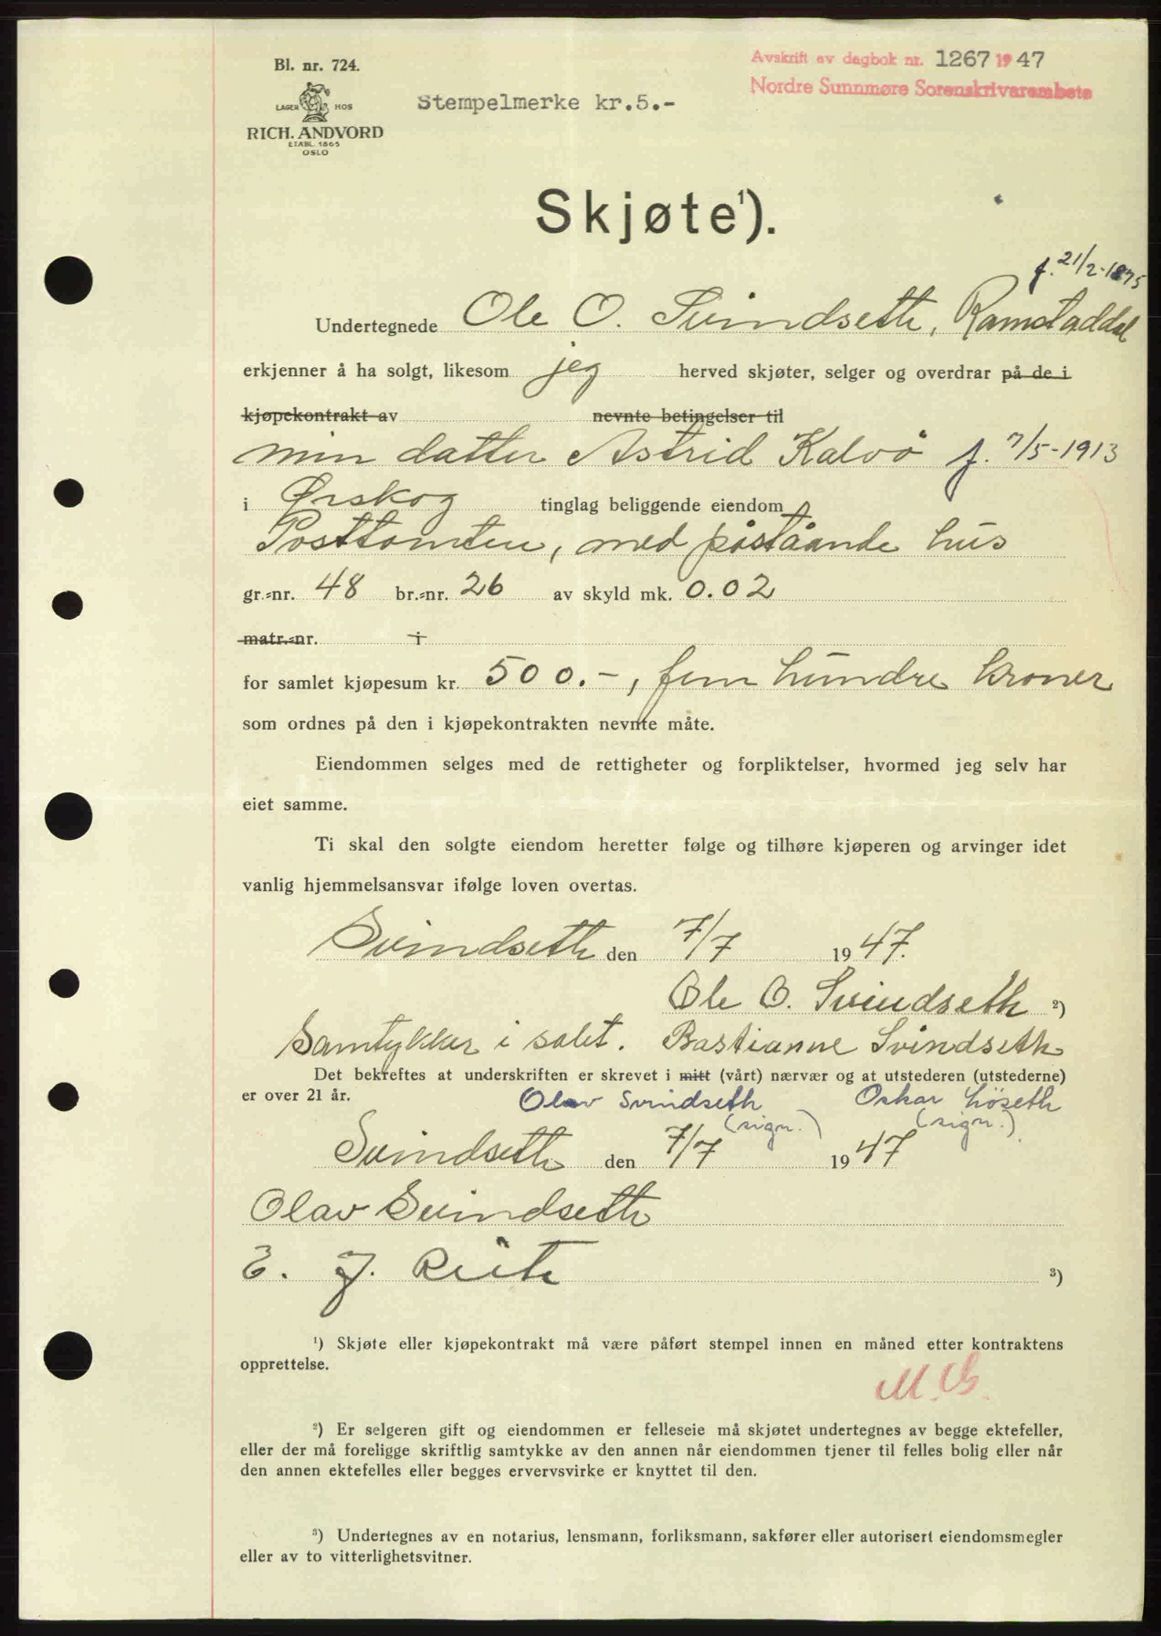 Bl. nr. 724.
LAGER HOS
RICH. ANDVORD
ETABL. 1865
OSLO
Stempelmerke kr.5.-
Avskrift av dagbok nr. 1267 1947
Nordre Sunnmøre Sorenskriverembete
Skjøte¹).
f. 21/2-1875
Undertegnede Ole O. Svindseth, Ramstaddal
erkjenner å ha solgt, likesom jeg herved skjøter, selger og overdrar på de i
kjøpekontrakt av nevnte betingelser til
min datter Astrid Kalvø f. 7/5-1913
i Ørskog tinglag beliggende eiendom
Posttomten, med påståande hus
gr.-nr. 48 br.-nr. 26 av skyld mk. 0.02
matr.-nr. i
for samlet kjøpesum kr. 500.-, fem hundre kroner
som ordnes på den i kjøpekontrakten nevnte måte.
Eiendommen selges med de rettigheter og forpliktelser, hvormed jeg selv har
eiet samme.
Ti skal den solgte eiendom heretter følge og tilhøre kjøperen og arvinger idet
vanlig hjemmelsansvar ifølge loven overtas.
Svindseth den 7/7 1947.
Ole O. Svindseth ²)
Samtykker i salet. Bastianne Svindseth
Det bekreftes at underskriften er skrevet i mitt (vårt) nærvær og at utstederen (utstederne)
er over 21 år. Olav Svindseth Oskar Løseth
(sign.) (sign.)
Svindseth den 7/7 1947
Olav Svindseth
E. J. ³)
¹) Skjøte eller kjøpekontrakt må være påført stempel innen en måned etter kontraktens
opprettelse.
²) Er selgeren gift og eiendommen er felleseie må skjøtet undertegnes av begge ektefeller,
eller der må foreligge skriftlig samtykke av den annen når eiendommen tjener til felles bolig eller når
den annen ektefelles eller begges ervervsvirke er knyttet til den.
³) Undertegnes av en notarius, lensmann, forliksmann, sakfører eller autorisert eiendomsmegler
eller av to vitterlighetsvitner.